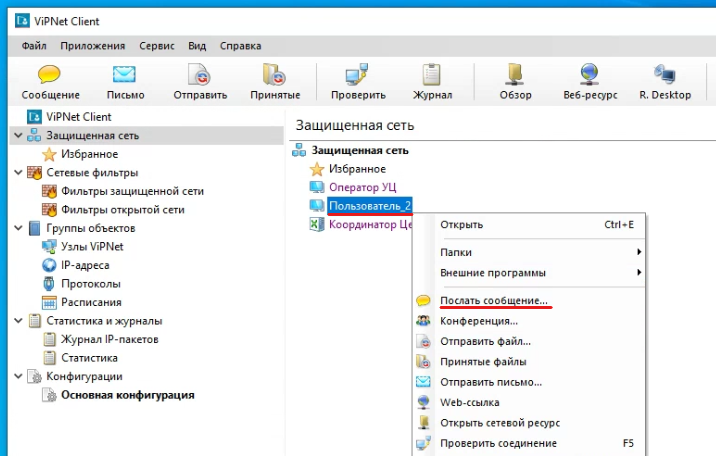 ViPNet Client
Файл Приложения Сервис Вид Справка
Сообщение Письмо Отправить Принятые Проверить Журнал Обзор Веб-ресурс R. Desktop
ViPNet Client
Защищенная сеть
Избранное
Сетевые фильтры
Фильтры защищенной сети
Фильтры открытой сети
Группы объектов
Узлы ViPNet
IP-адреса
Протоколы
Расписания
Статистика и журналы
Журнал IP-пакетов
Статистика
Конфигурации
Основная конфигурация
Защищенная сеть
Защищенная сеть
Избранное
Оператор УЦ
Пользователь_2
Координатор Це
Открыть Ctrl+E
Папки
Внешние программы
Послать сообщение...
Конференция...
Отправить файл...
Принятые файлы
Отправить письмо...
Web-ссылка
Открыть сетевой ресурс
Проверить соединение F5